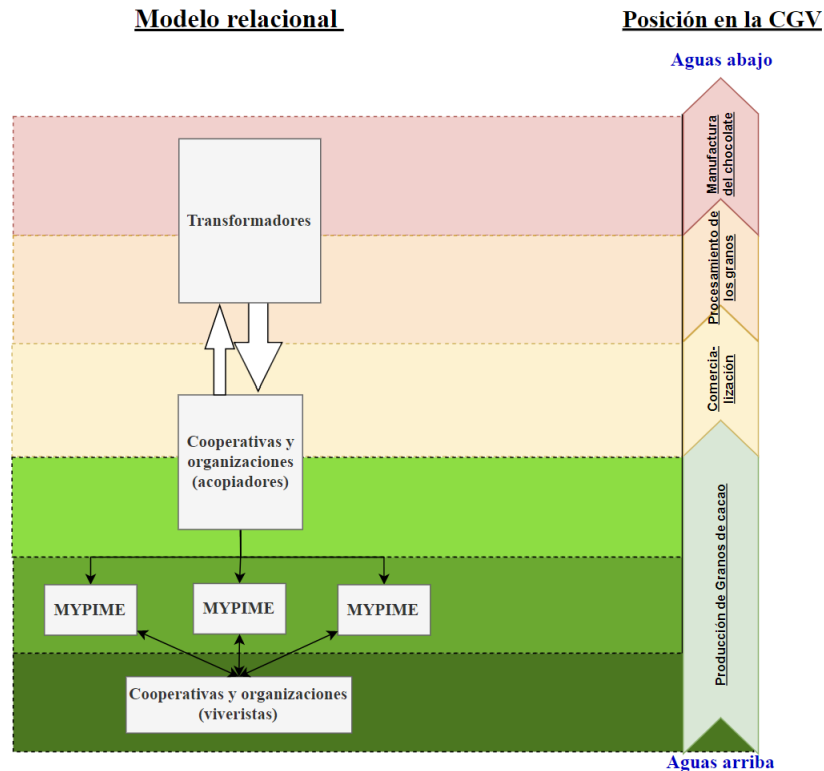 Modelo relacional
Posición en la CGV
Aguas abajo
Manufactura
del chocolate
Transformadores
Procesamiento de
los granos
Comercia-
lización
Cooperativas y
organizaciones
(acopiadores)
Producción de Granos de cacao
MYPIME
MYPIME
MYPIME
Cooperativas y organizaciones
(viveristas)
Aguas arriba